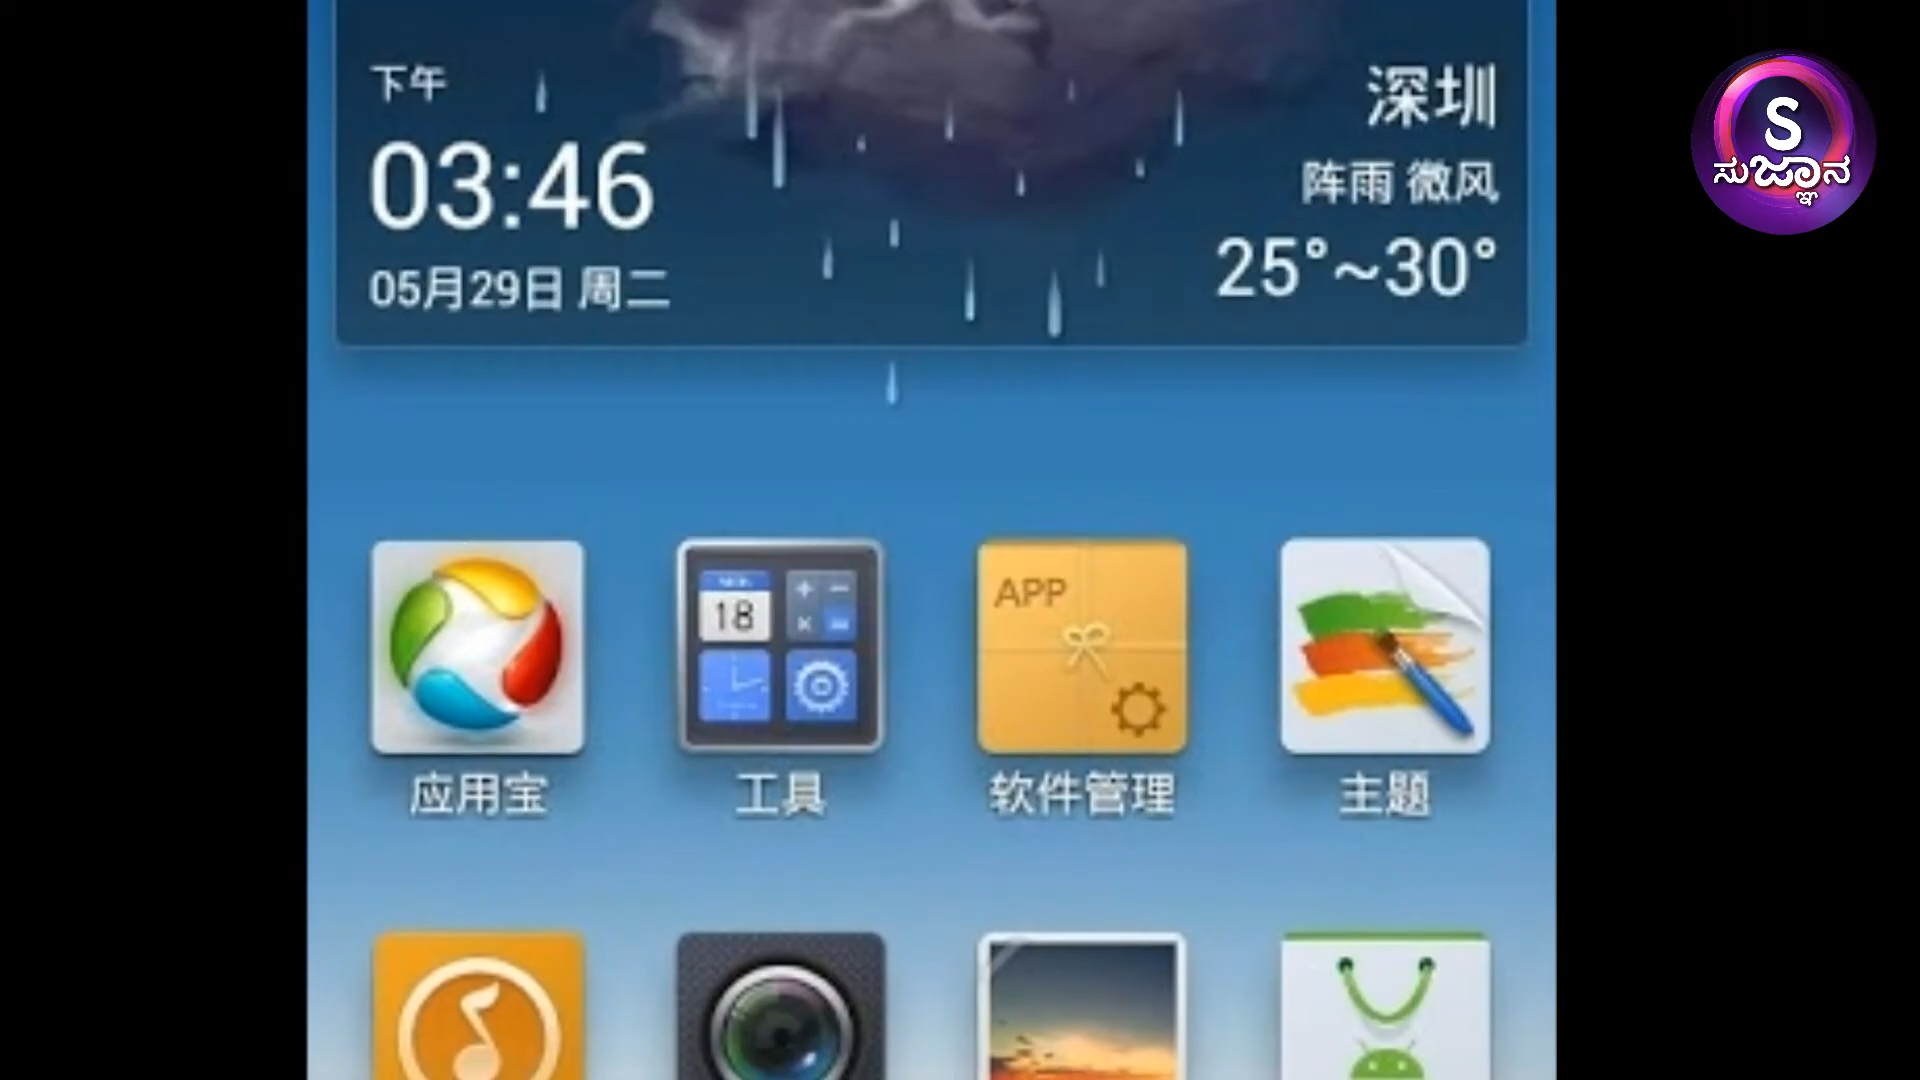 下午
03:46
05月29日 周二
深圳
阵雨 微风
25°~30°
S
ಸುಜ್ಞಾನ
18
APP
应用宝
工具
软件管理
主题